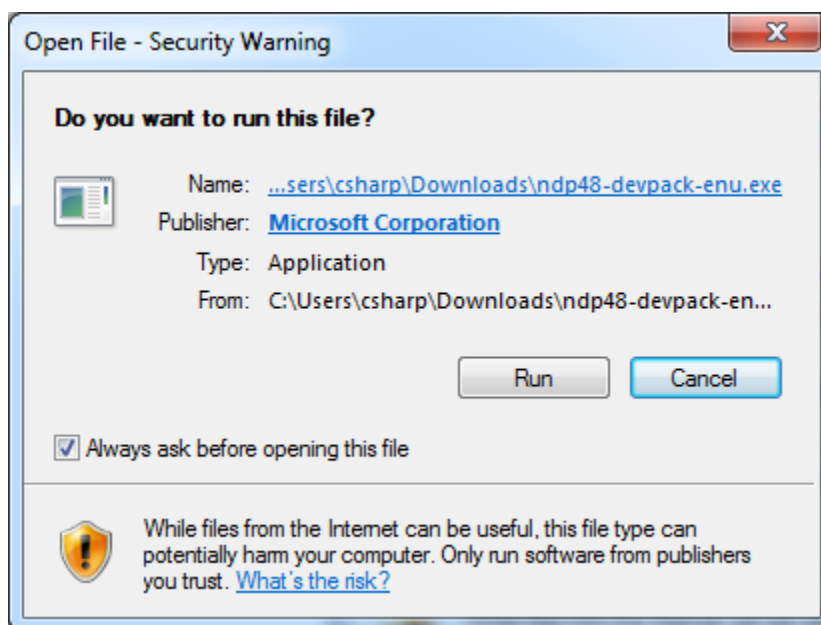 Open File - Security Warning
Do you want to run this file?
Name: ...sers\csharp\Downloads\ndp48-devpack-enu.exe
Publisher: Microsoft Corporation
Type: Application
From: C:\Users\csharp\Downloads\ndp48-devpack-en...
Run Cancel
Always ask before opening this file
While files from the Internet can be useful, this file type can
potentially harm your computer. Only run software from publishers
you trust. What's the risk?